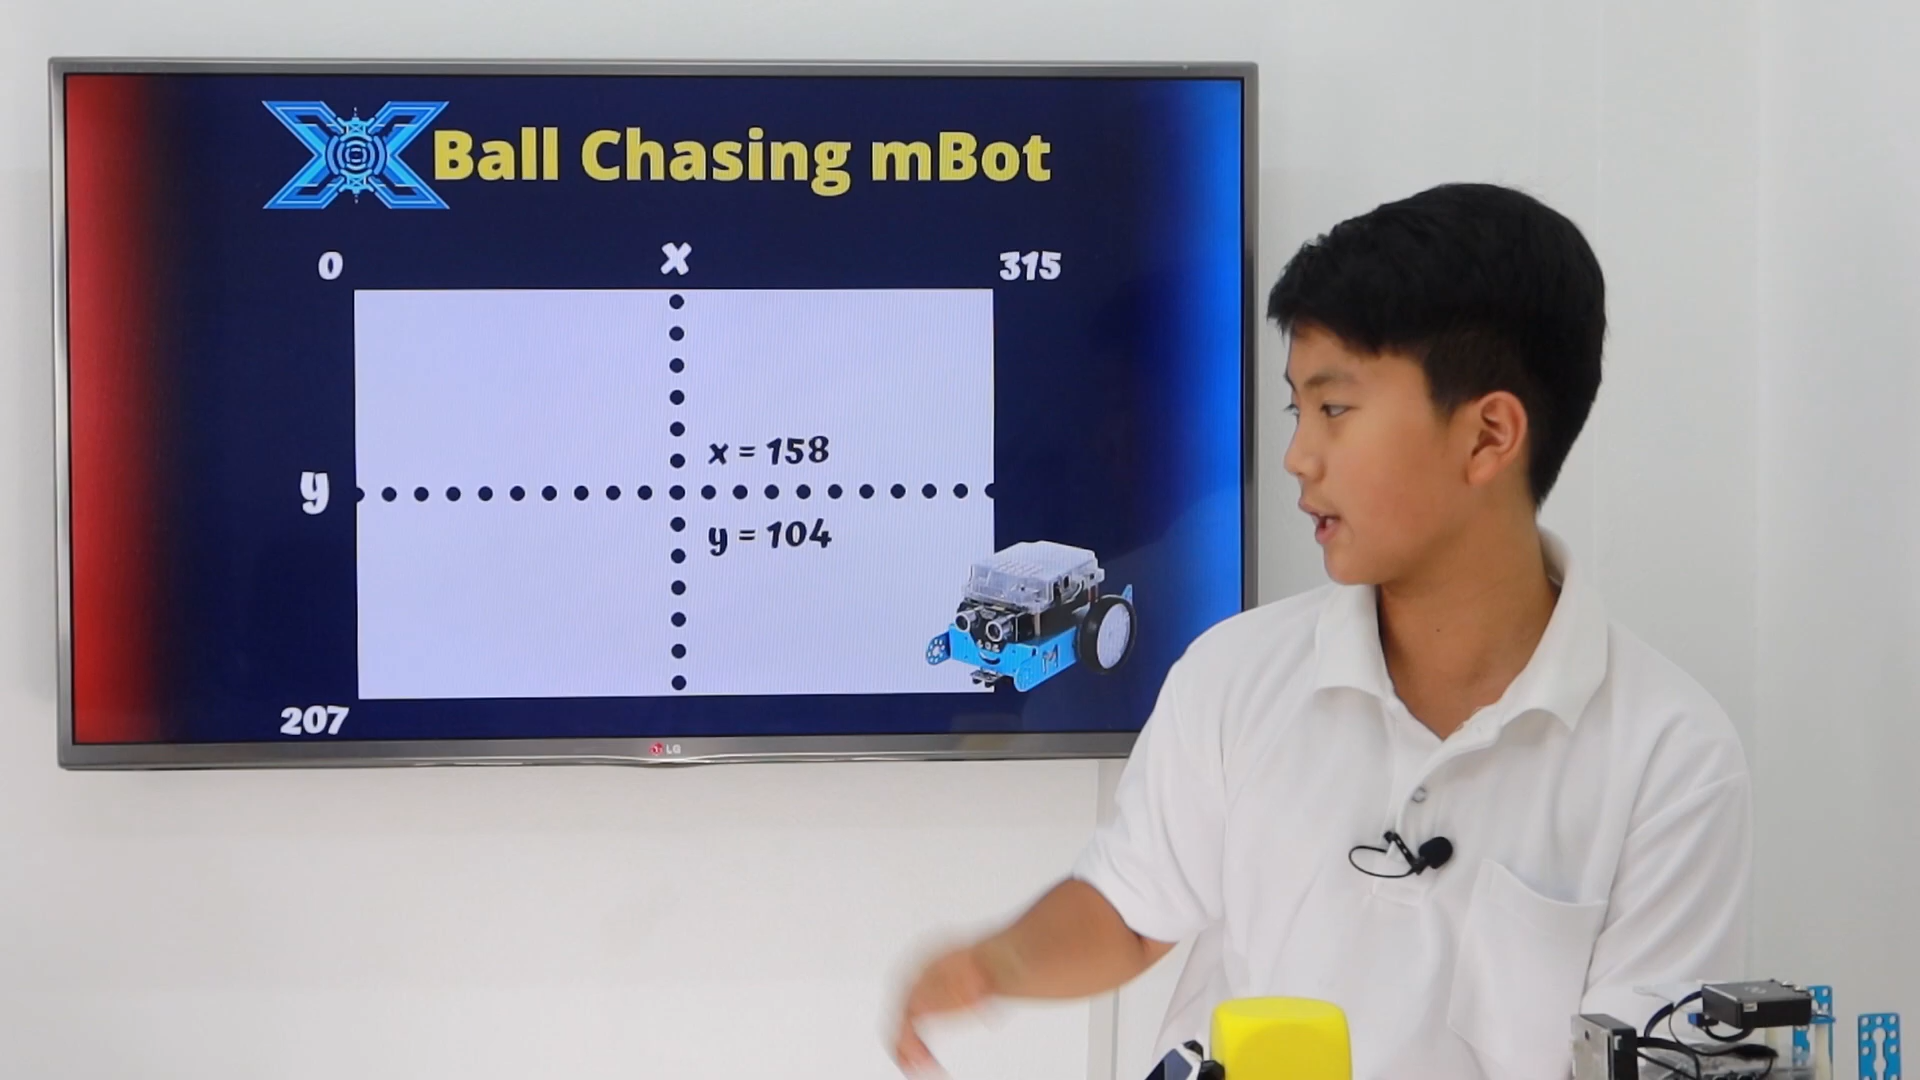 Ball Chasing mBot
0
x
315
x = 158
y
y = 104
207
LG